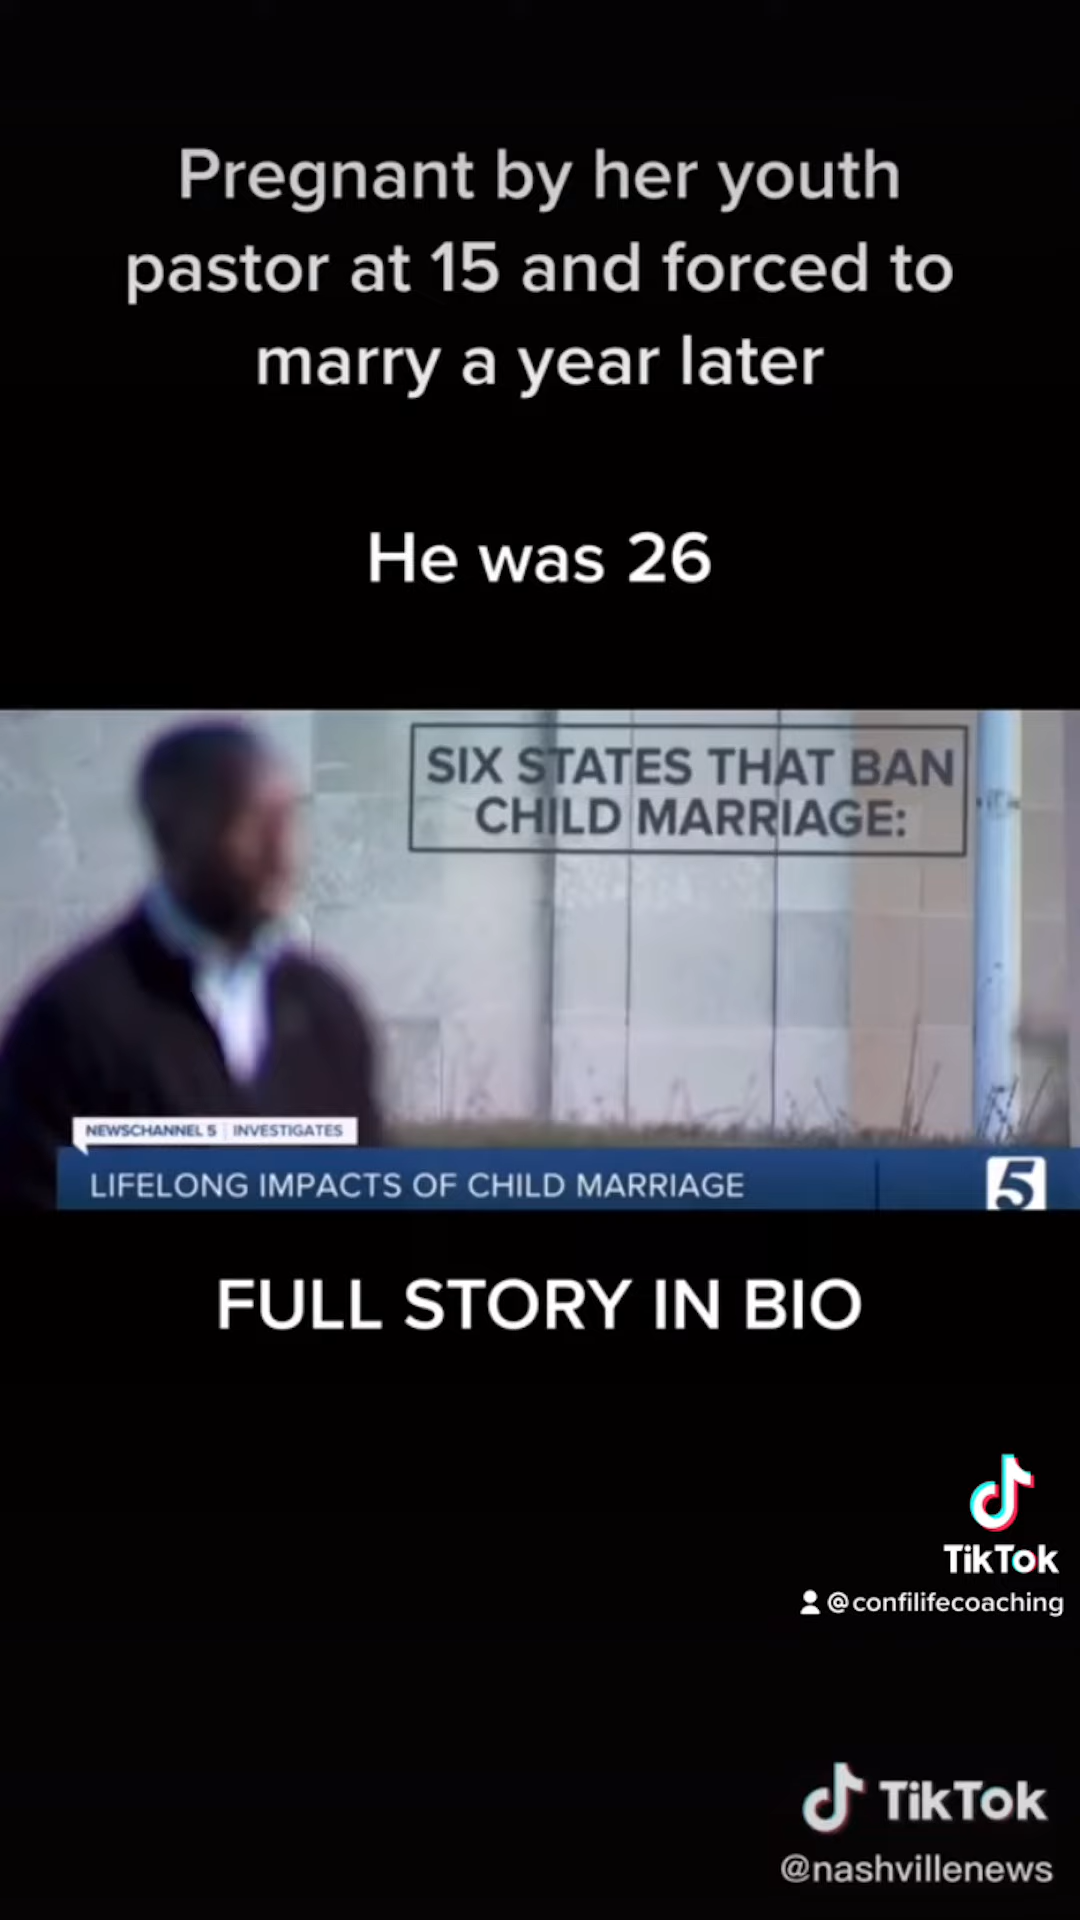 Pregnant by her youth
pastor at 15 and forced to
marry a year later
He was 26
SIX STATES THAT BAN
CHILD MARRIAGE:
NEWSCHANNEL 5 | INVESTIGATES
LIFELONG IMPACTS OF CHILD MARRIAGE
5
FULL STORY IN BIO
TikTok
@confilifecoaching
TikTok
@nashvillenews